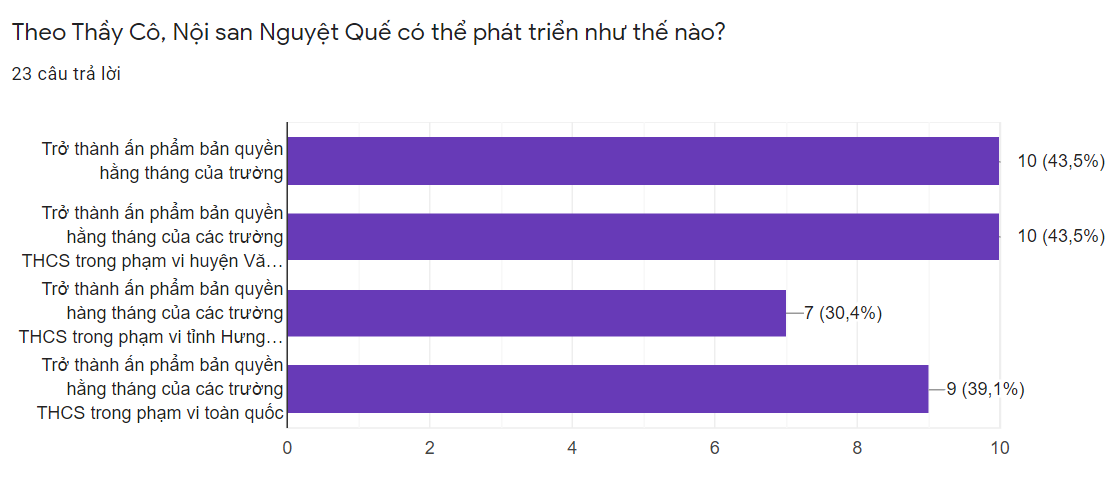 Theo Thầy Cô, Nội san Nguyệt Quế có thể phát triển như thế nào?
23 câu trả lời
Trở thành ấn phẩm bản quyền
hằng tháng của trường
10 (43,5%)
Trở thành ấn phẩm bản quyền
hằng tháng của các trường
THCS trong phạm vi huyện Vă…
10 (43,5%)
Trở thành ấn phẩm bản quyền
hàng tháng của các trường
THCS trong phạm vi tỉnh Hưng…
7 (30,4%)
Trở thành ấn phẩm bản quyền
hằng tháng của các trường
THCS trong phạm vi toàn quốc
9 (39,1%)
0 2 4 6 8 10